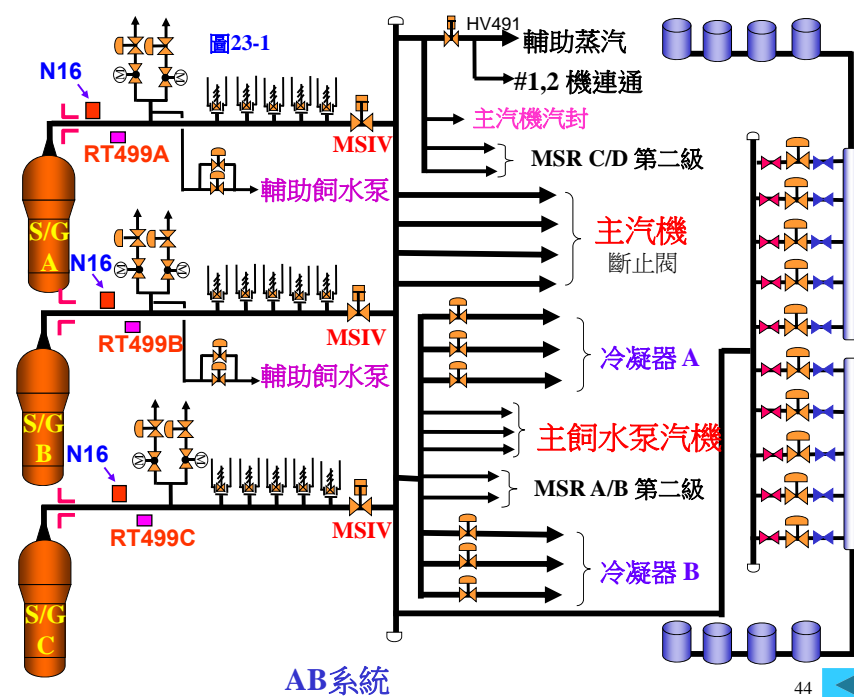 圖23-1
HV491
輔助蒸汽
#1,2 機連通
主汽機汽封
MSR C/D 第二級
N16
RT499A
MSIV
輔助飼水泵
S/G
A
主汽機
斷止閥
N16
RT499B
MSIV
輔助飼水泵
S/G
B
冷凝器 A
主飼水泵汽機
MSR A/B 第二級
N16
RT499C
MSIV
S/G
C
冷凝器 B
M
M
M
M
M
M
AB系統
44